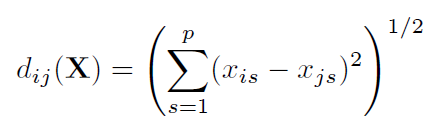 d_{ij}(\mathbf{X}) = \left( \sum_{s=1}^{p} (x_{is} - x_{js})^2 \right)^{1/2}